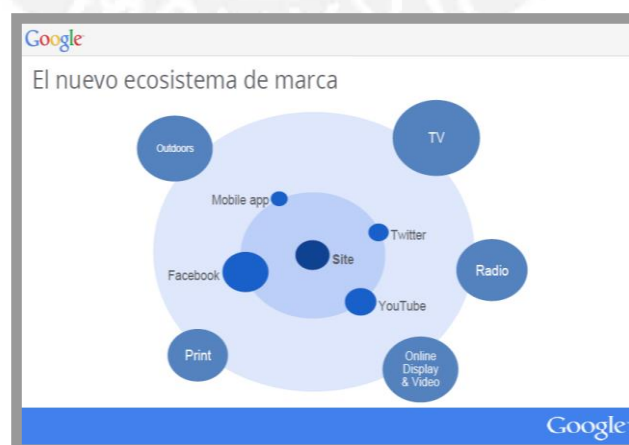 Google
El nuevo ecosistema de marca
Outdoors
TV
Mobile app
Twitter
Site
Facebook
Radio
YouTube
Print
Online
Display
& Video
Google